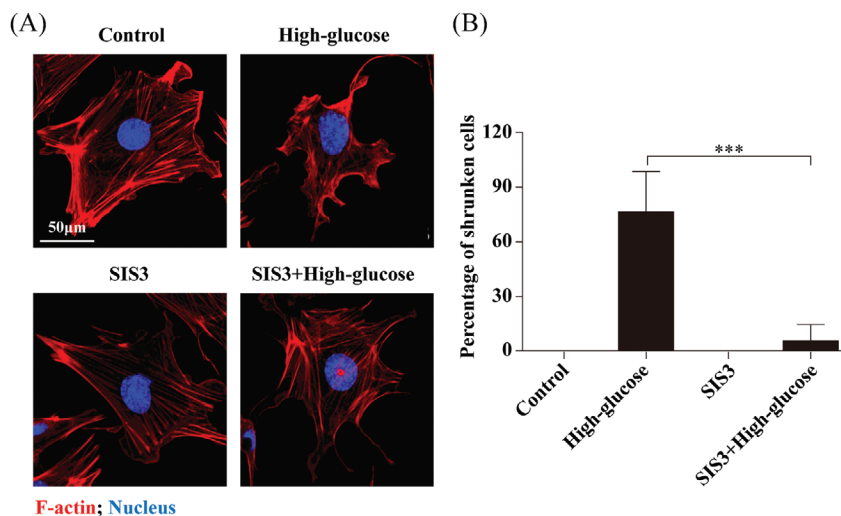 (A)
Control
High-glucose
50μm
SIS3
SIS3+High-glucose
F-actin; Nucleus
(B)
Percentage of shrunken cells
120
90
60
30
0
***
Control
High-glucose
SIS3
SIS3+High-glucose